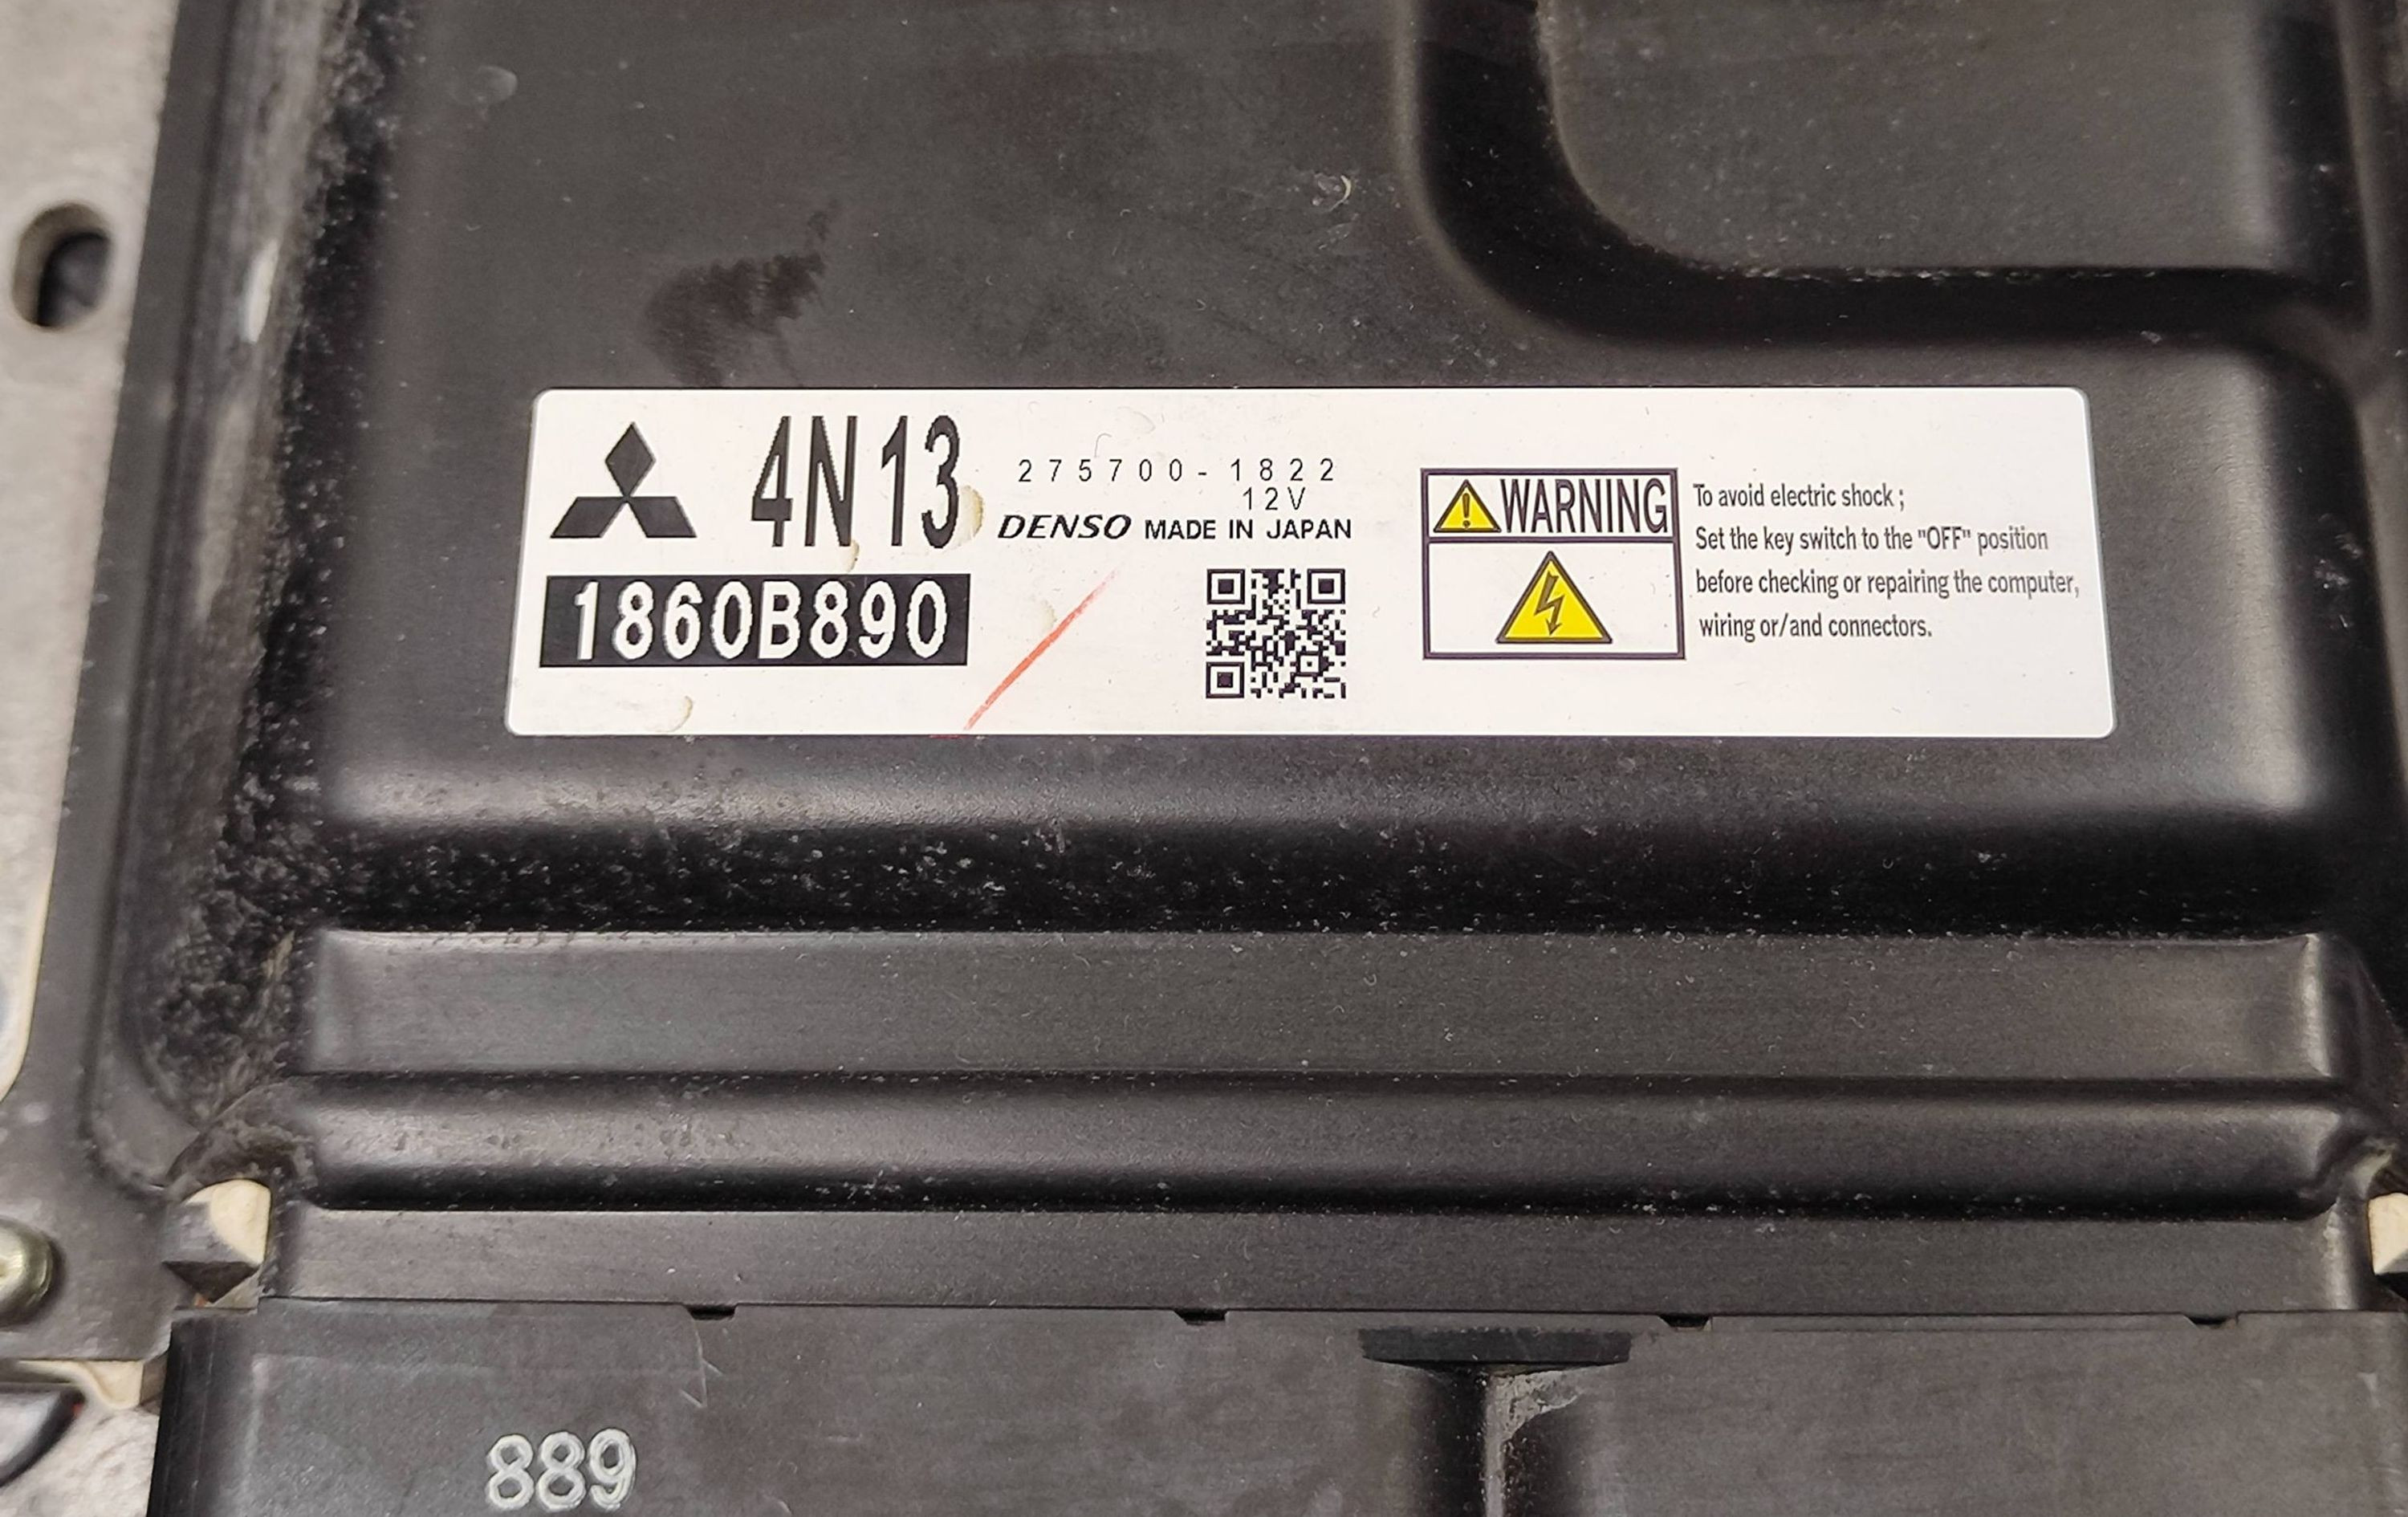 4N13
275700-1822
12V
DENSO MADE IN JAPAN
1860B890
WARNING
To avoid electric shock ;
Set the key switch to the "OFF" position
before checking or repairing the computer,
wiring or/and connectors.
889